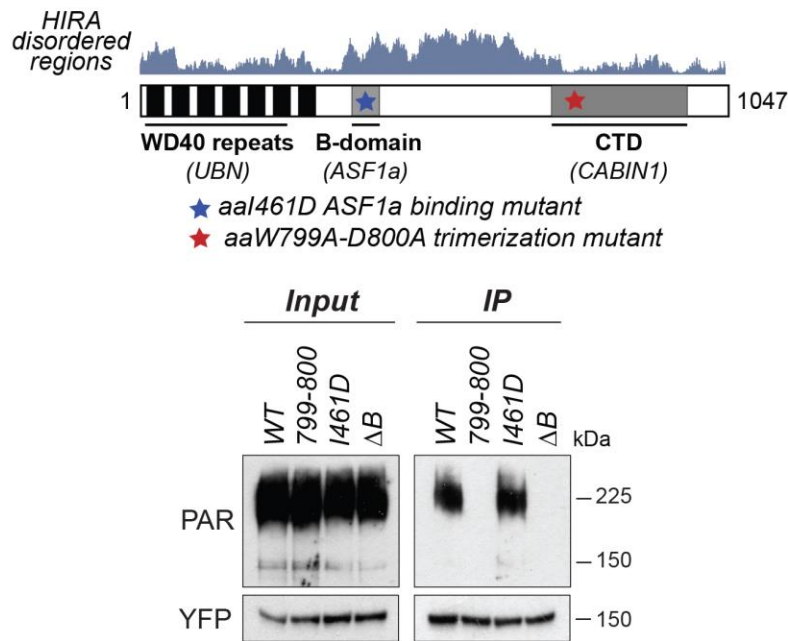 HIRA
disordered
regions
1 1047
WD40 repeats B-domain CTD
(UBN) (ASF1a) (CABIN1)
aaI461D ASF1a binding mutant
aaW799A-D800A trimerization mutant
Input IP
WT 799-800 I461D ΔB WT 799-800 I461D ΔB kDa
PAR
225
150
YFP 150